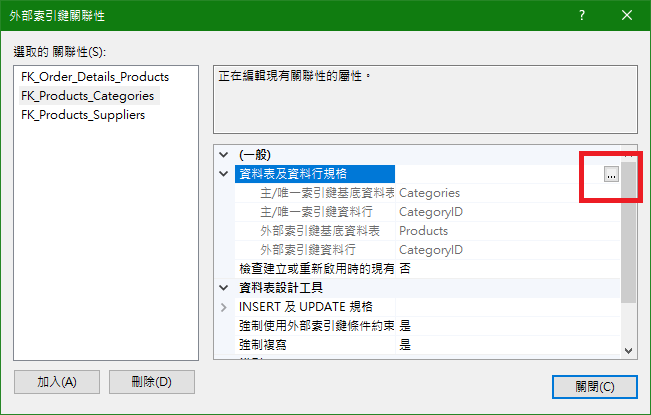 外部索引鍵關聯性
選取的 關聯性(S):
FK_Order_Details_Products
FK_Products_Categories
FK_Products_Suppliers
加入(A)
刪除(D)
正在編輯現有關聯性的屬性。
(一般)
資料表及資料行規格
...
主/唯一索引鍵基底資料表 Categories
主/唯一索引鍵資料行 CategoryID
外部索引鍵基底資料表 Products
外部索引鍵資料行 CategoryID
檢查建立或重新啟用時的現有 否
資料表設計工具
INSERT 及 UPDATE 規格
強制使用外部索引鍵條件約束 是
強制複寫 是
關閉(C)